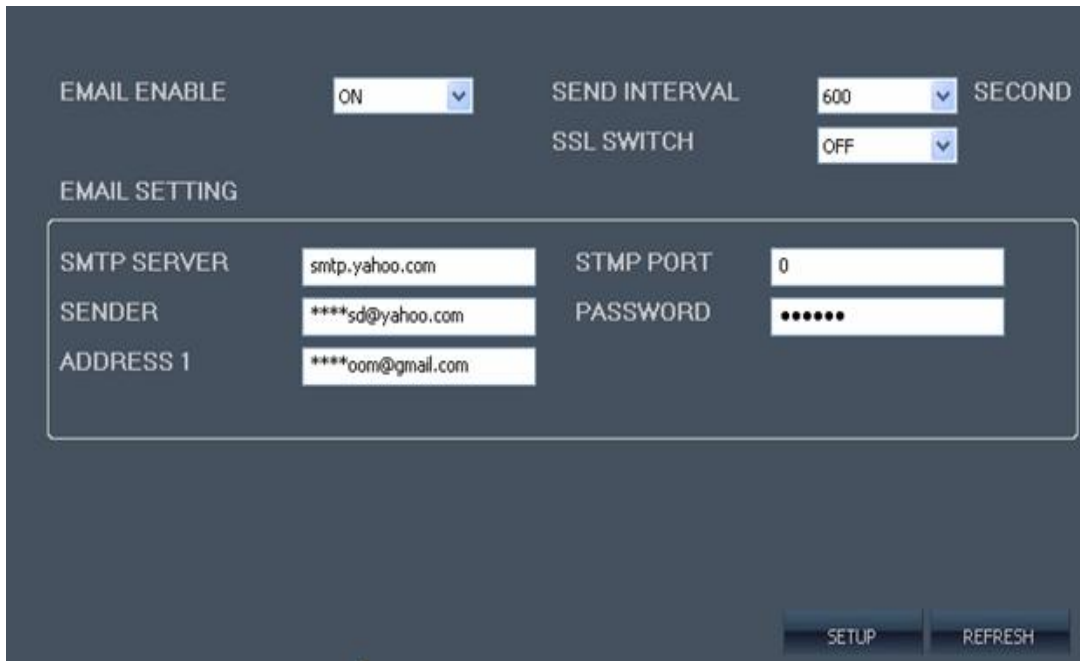 EMAIL ENABLE ON SEND INTERVAL 600 SECOND
SSL SWITCH OFF
EMAIL SETTING
SMTP SERVER smtp.yahoo.com STMP PORT 0
SENDER ****sd@yahoo.com PASSWORD ●●●●●●
ADDRESS 1 ****oom@gmail.com
SETUP REFRESH